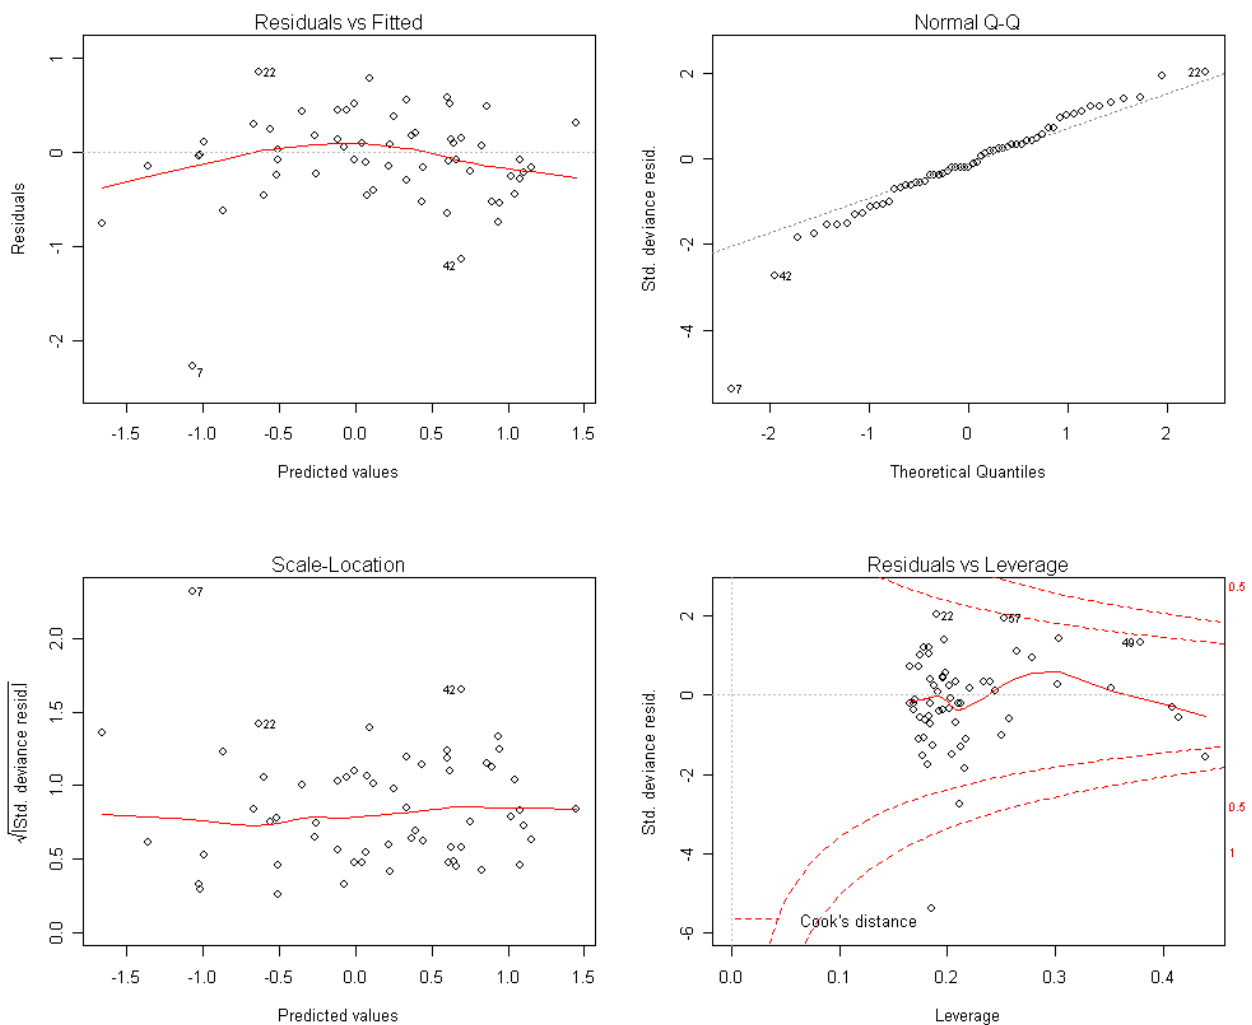 Residuals vs Fitted
Residuals
1
0
-1
-2
22
42
7
-1.5 -1.0 -0.5 0.0 0.5 1.0 1.5
Predicted values
Normal Q-Q
Std. deviance resid.
2
0
-2
-4
22
42
7
-2 -1 0 1 2
Theoretical Quantiles
Scale-Location
√|Std. deviance resid.|
2.0
1.5
1.0
0.5
0.0
7
42
22
-1.5 -1.0 -0.5 0.0 0.5 1.0 1.5
Predicted values
Residuals vs Leverage
Std. deviance resid.
2
0
-2
-4
-6
22
57
49
0.5
0.5
1
Cook's distance
0.0 0.1 0.2 0.3 0.4
Leverage